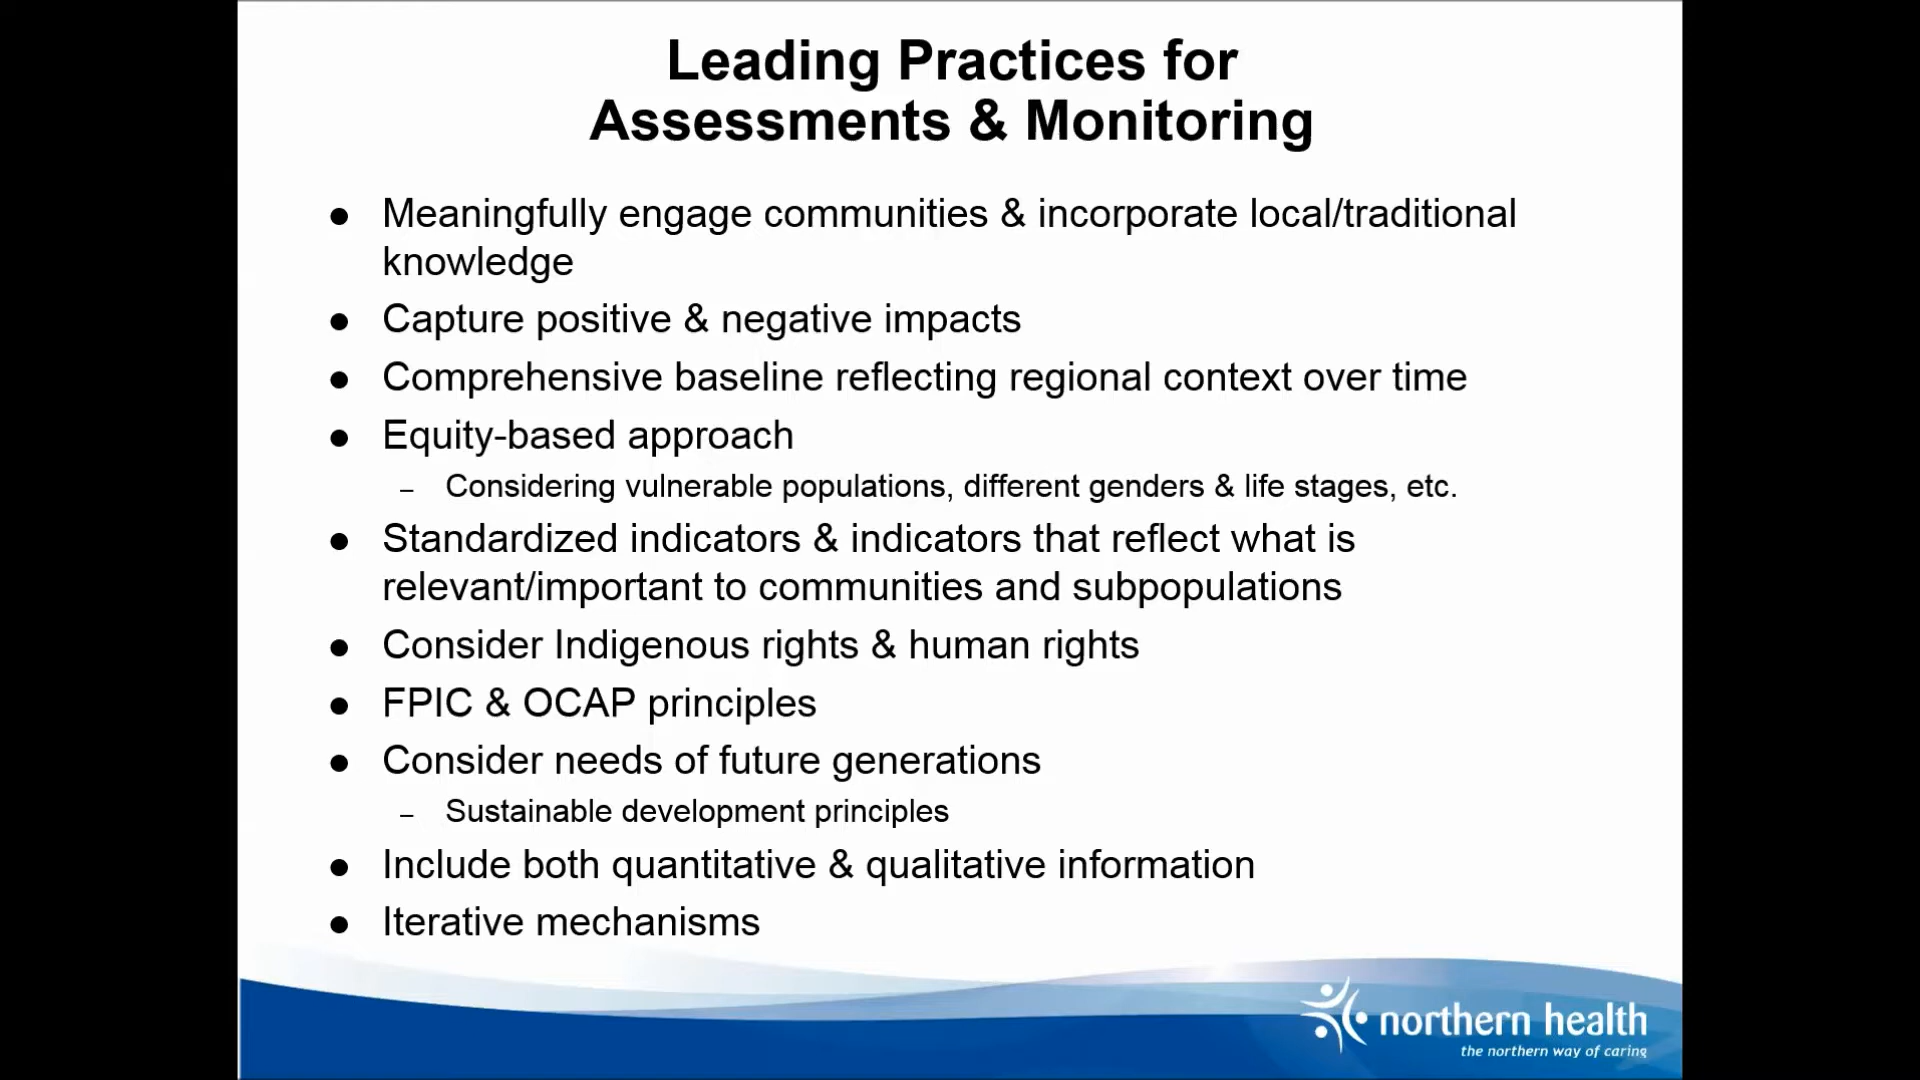 Leading Practices for
Assessments & Monitoring
● Meaningfully engage communities & incorporate local/traditional
knowledge
● Capture positive & negative impacts
● Comprehensive baseline reflecting regional context over time
● Equity-based approach
– Considering vulnerable populations, different genders & life stages, etc.
● Standardized indicators & indicators that reflect what is
relevant/important to communities and subpopulations
● Consider Indigenous rights & human rights
● FPIC & OCAP principles
● Consider needs of future generations
– Sustainable development principles
● Include both quantitative & qualitative information
● Iterative mechanisms
northern health
the northern way of caring